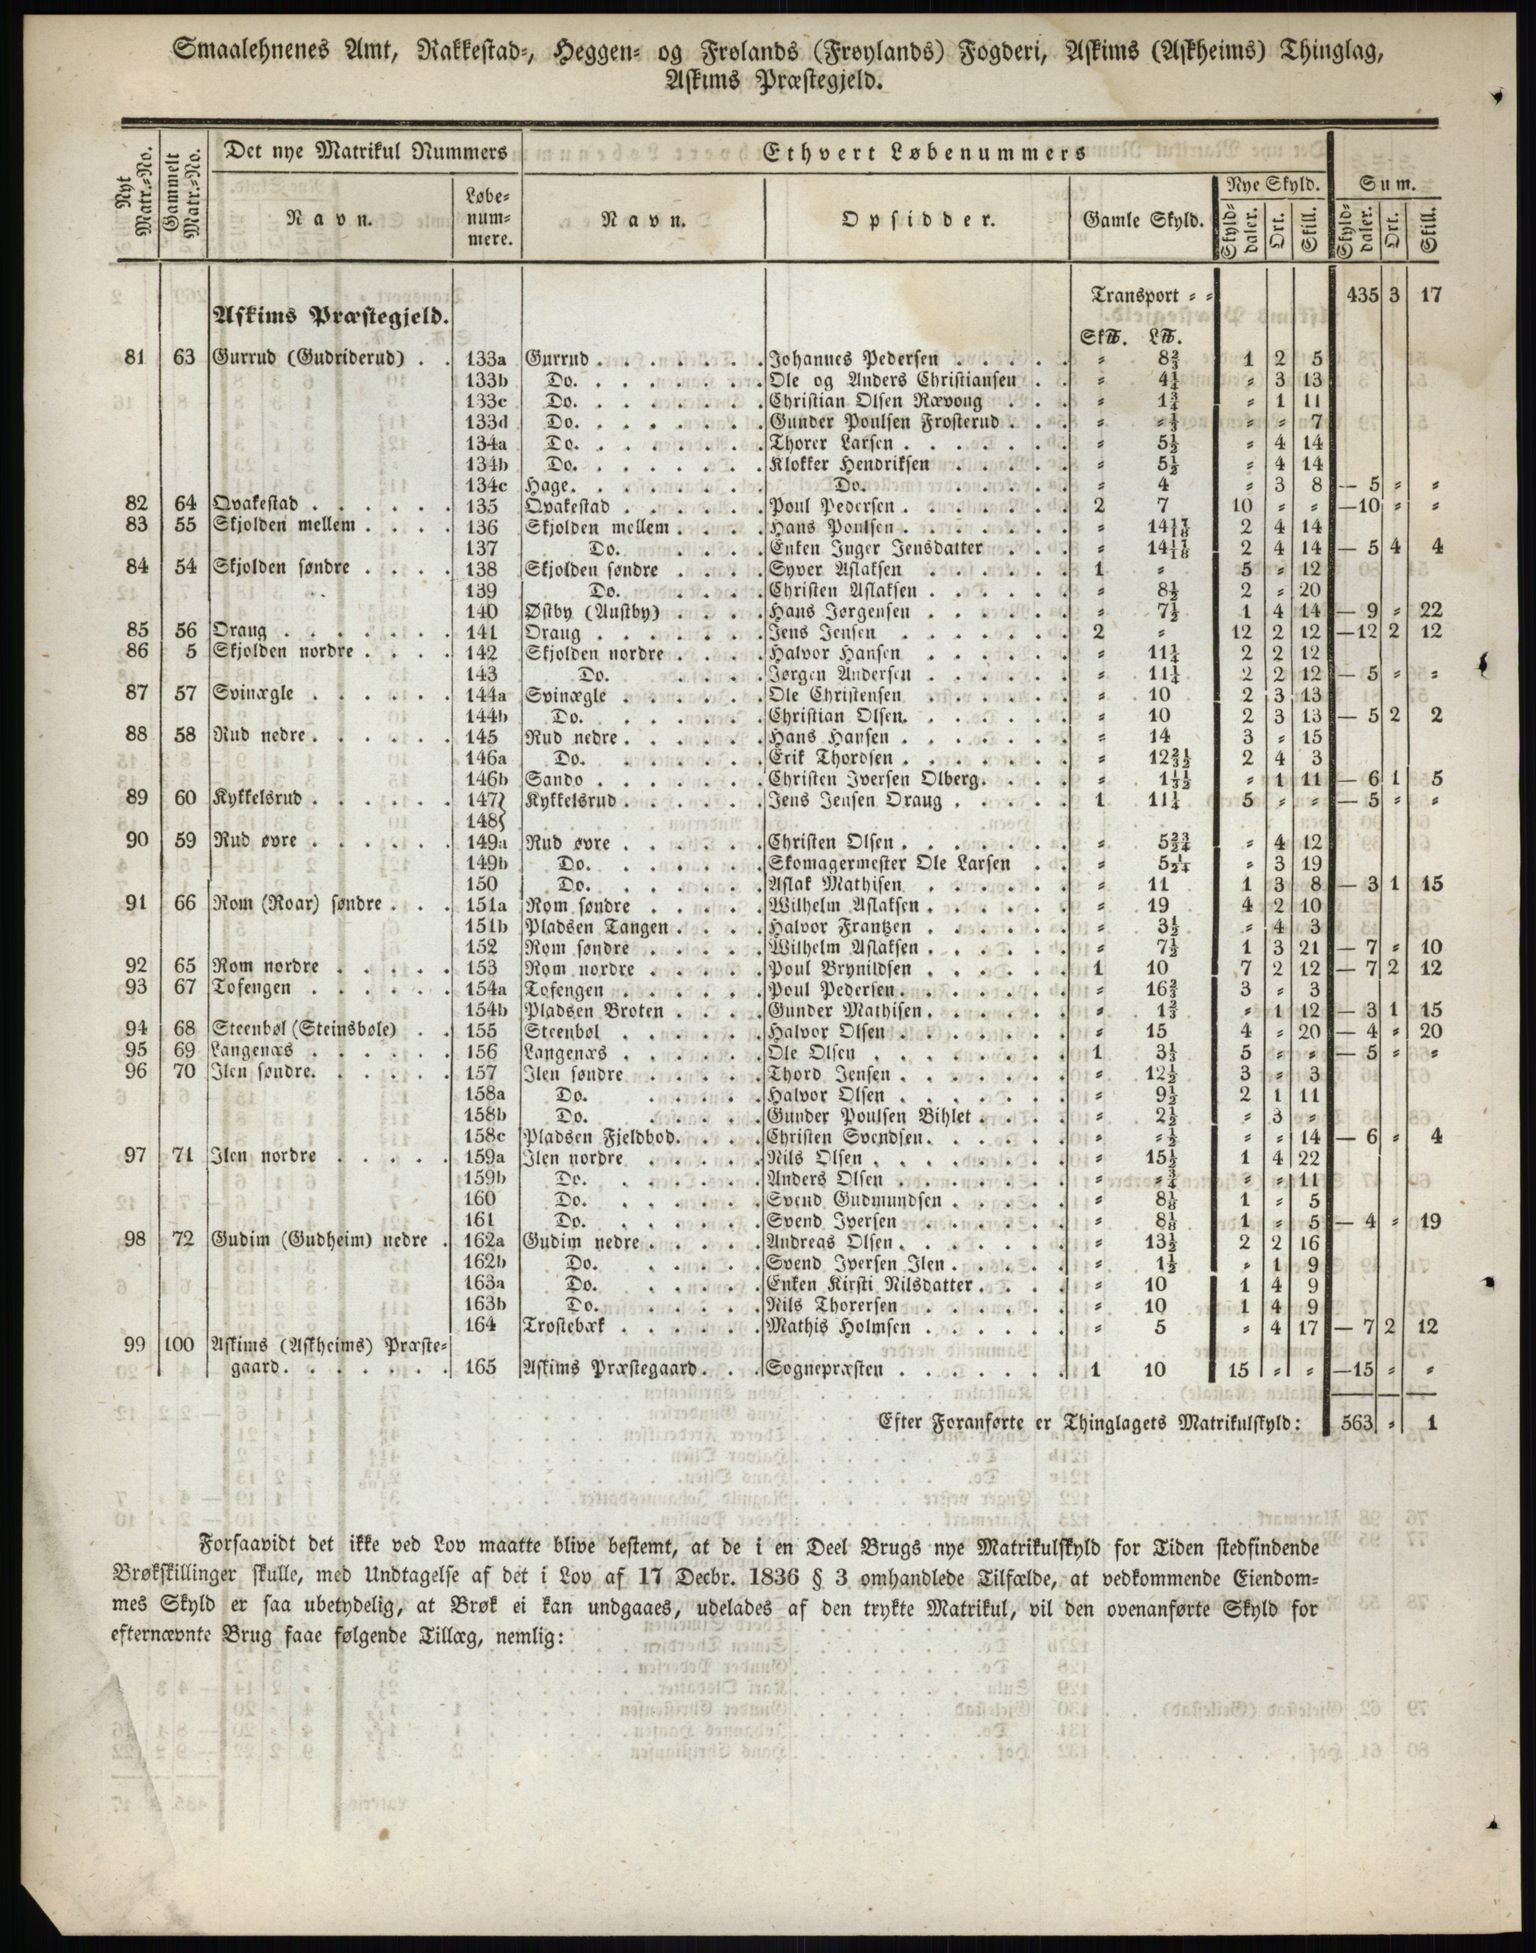 Smaalehnenes Amt, Rakkestad-, Heggen- og Frolands (Frøylands) Fogderi, Askims (Askheims) Thinglag,
Askims Præstegjeld.
Nyt Matr.-No. Gammelt Matr.-No. Det nye Matrikul Nummers Ethvert Løbenummers
Navn. Løbe-num-mere. Navn. Opsidder. Gamle Skyld. Nye Skyld. Sum.
Skyld-daler. Ort. Skill. Skyld-daler. Ort. Skill.
Transport - - 435 3 17
Askims Præstegjeld.
Sk℔. L℔.
81 63 Gurrud (Gudriderud) . . 133a Gurrud . . . . . . Johannes Pedersen . . . . . - 8⅔ 1 2 5
133b Do. . . . . . . Ole og Anders Christiansen . . - 4¼ - 3 13
133c Do. . . . . . . Christian Olsen Rævong . . . - 1¾ - 1 11
133d Do. . . . . . . Gunder Poulsen Frosterud . . . - -½ - - 7
134a Do. . . . . . . Thorer Larsen . . . . . . - 5½ - 4 14
134b Do. . . . . . . Klokker Hendriksen . . . . . - 5½ - 4 14
134c Hage. . . . . . . Do. . . . . - 4 - 3 8 — 5 - -
82 64 Ovakestad . . . . . . 135 Ovakestad . . . . . . Poul Pedersen . . . . . . 2 7 10 - - —10 - -
83 55 Skjolden mellem . . . . 136 Skjolden mellem . . . . Hans Poulsen . . . . . . - 14 17/18 2 4 14
137 Do. . . . . Enken Inger Jensdatter . . . - 14 17/18 2 4 14 — 5 4 4
84 54 Skjolden søndre . . . . 138 Skjolden søndre . . . . Syver Aslaksen . . . . . . 1 - 5 - 12
139 Do. . . . . Christen Aslaksen . . . . . - 8½ 2 - 20
140 Østby (Austby) . . . . Hans Jørgensen . . . . . . - 7½ 1 4 14 — 9 - 22
85 56 Oraug . . . . . . . 141 Oraug . . . . . . . Jens Jensen . . . . . . 2 - 12 2 12 —12 2 12
86 5 Skjolden nordre . . . . 142 Skjolden nordre . . . . Halvor Hansen . . . . . . - 11¼ 2 2 12
143 Do. . . . . Jørgen Andersen . . . . . . - 11¼ 2 2 12 — 5 - -
87 57 Svinægle . . . . . . 144a Svinægle . . . . . . Ole Christensen . . . . . . - 10 2 3 13
144b Do. . . . . . . Christian Olsen. . . . . . - 10 2 3 13 — 5 2 2
88 58 Rud nedre. . . . . . 145 Rud nedre. . . . . . Hans Hansen . . . . . . - 14 3 - 15
146a Do. . . . . . . Erik Thordsen . . . . . . - 12 21/32 2 4 3
146b Sando . . . . . . . Christen Iversen Olberg. . . . - 1 11/32 - 1 11 — 6 1 5
89 60 Kykkelsrud . . . . . 147} Kykkelsrud . . . . . Jens Jensen Oraug . . . . . 1 11¼ 5 - - — 5 - -
148}
90 59 Rud øvre . . . . . . 149a Rud øvre . . . . . . Christen Olsen . . . . . . - 5 23/24 - 4 12
149b Do. . . . . . . Skomagermester Ole Larsen . . - 5 1/24 - 3 19
150 Do. . . . . . . Aslak Mathisen . . . . . . - 11 1 3 8 — 3 1 15
91 66 Rom (Roar) søndre . . . 151a Rom søndre . . . . . Wilhelm Aslaksen . . . . . - 19 4 2 10
151b Pladsen Tangen . . . . Halvor Frantzen . . . . . . - 3½ - 4 3
152 Rom søndre . . . . . Wilhelm Aslaksen . . . . . - 7½ 1 3 21 — 7 - 10
92 65 Rom nordre . . . . . 153 Rom nordre . . . . . Poul Brynildsen . . . . . . 1 10 7 2 12 — 7 2 12
93 67 Tofengen . . . . . . 154a Tofengen . . . . . . Poul Pedersen. . . . . . . - 16⅔ 3 - 3
154b Pladsen Broten . . . . Gunder Mathisen. . . . . . - 1⅔ - 1 12 — 3 1 15
94 68 Steenbøl (Steinsbøle) . . 155 Steenbøl . . . . . . Halvor Olsen . . . . . . - 15 4 - 20 — 4 - 20
95 69 Langenæs . . . . . . 156 Langenæs . . . . . . Ole Olsen . . . . . . . 1 3⅓ 5 - - — 5 - -
96 70 Ilen søndre. . . . . . 157 Ilen søndre . . . . . Thord Jensen . . . . . . - 12½ 3 - 3
158a Do. . . . . . . Halvor Olsen . . . . . . - 9½ 2 1 11
158b Do. . . . . . . Gunder Poulsen Bihlet . . . . - 2½ - 3 -
158c Pladsen Fjeldbod. . . . Christen Svendsen. . . . . . - -½ - - 14 — 6 - 4
97 71 Ilen nordre . . . . . 159a Ilen nordre . . . . . Nils Olsen . . . . . . . - 15½ 1 4 22
159b Do. . . . . . . Anders Olsen . . . . . . - -¾ - - 11
160 Do. . . . . . . Svend Gudmundsen . . . . . - 8⅛ 1 - 5
161 Do. . . . . . . Svend Iversen . . . . . . - 8⅛ 1 - 5 — 4 - 19
98 72 Gudim (Gudheim) nedre . 162a Gudim nedre . . . . . Andreas Olsen . . . . . . - 13½ 2 2 16
162b Do. . . . . . Svend Iversen Ilen . . . . . - 1½ - 1 9
163a Do. . . . . . Enken Kirsti Nilsdatter . . . . - 10 1 4 9
163b Do. . . . . . Nils Thorersen . . . . . . - 10 1 4 9
164 Trostebæk . . . . . . Mathis Holmsen . . . . . . - 5 - 4 17 — 7 2 12
99 100 Askims (Askheims) Præste-
gaard. . . . . . . 165 Askims Præstegaard . . . Sognepræsten . . . . . . 1 10 15 - - —15 - -
Efter Foranførte er Thinglagets Matrikulskyld: 563 - 1
Forsaavidt det ikke ved Lov maatte blive bestemt, at de i en Deel Brugs nye Matrikulskyld for Tiden stedfindende
Brøkskillinger skulle, med Undtagelse af det i Lov af 17 Decbr. 1836 § 3 omhandlede Tilfælde, at vedkommende Eiendom-
mes Skyld er saa ubetydelig, at Brøk ei kan undgaaes, udelades af den trykte Matrikul, vil den ovenanførte Skyld for
efternævnte Brug faae følgende Tillæg, nemlig: